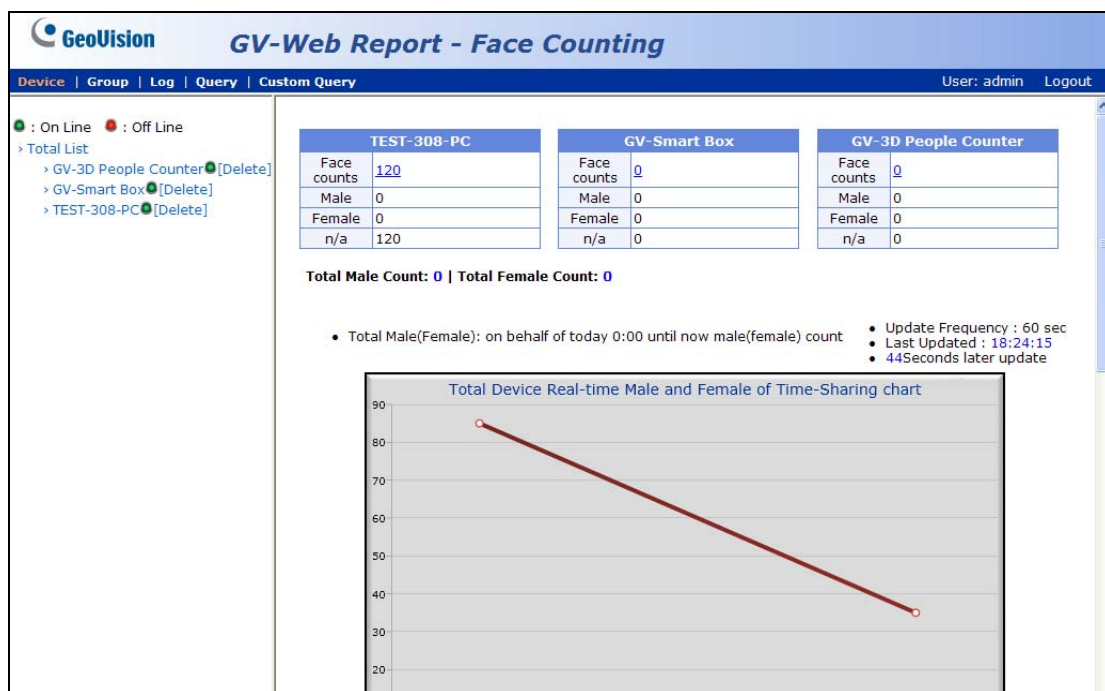 GeoVision
GV-Web Report - Face Counting
Device | Group | Log | Query | Custom Query
User: admin Logout
: On Line : Off Line
› Total List
› GV-3D People Counter[Delete]
› GV-Smart Box[Delete]
› TEST-308-PC[Delete]
TEST-308-PC
Face counts 120
Male 0
Female 0
n/a 120
GV-Smart Box
Face counts 0
Male 0
Female 0
n/a 0
GV-3D People Counter
Face counts 0
Male 0
Female 0
n/a 0
Total Male Count: 0 | Total Female Count: 0
• Total Male(Female): on behalf of today 0:00 until now male(female) count
• Update Frequency : 60 sec
• Last Updated : 18:24:15
• 44Seconds later update
Total Device Real-time Male and Female of Time-Sharing chart
90
80
70
60
50
40
30
20